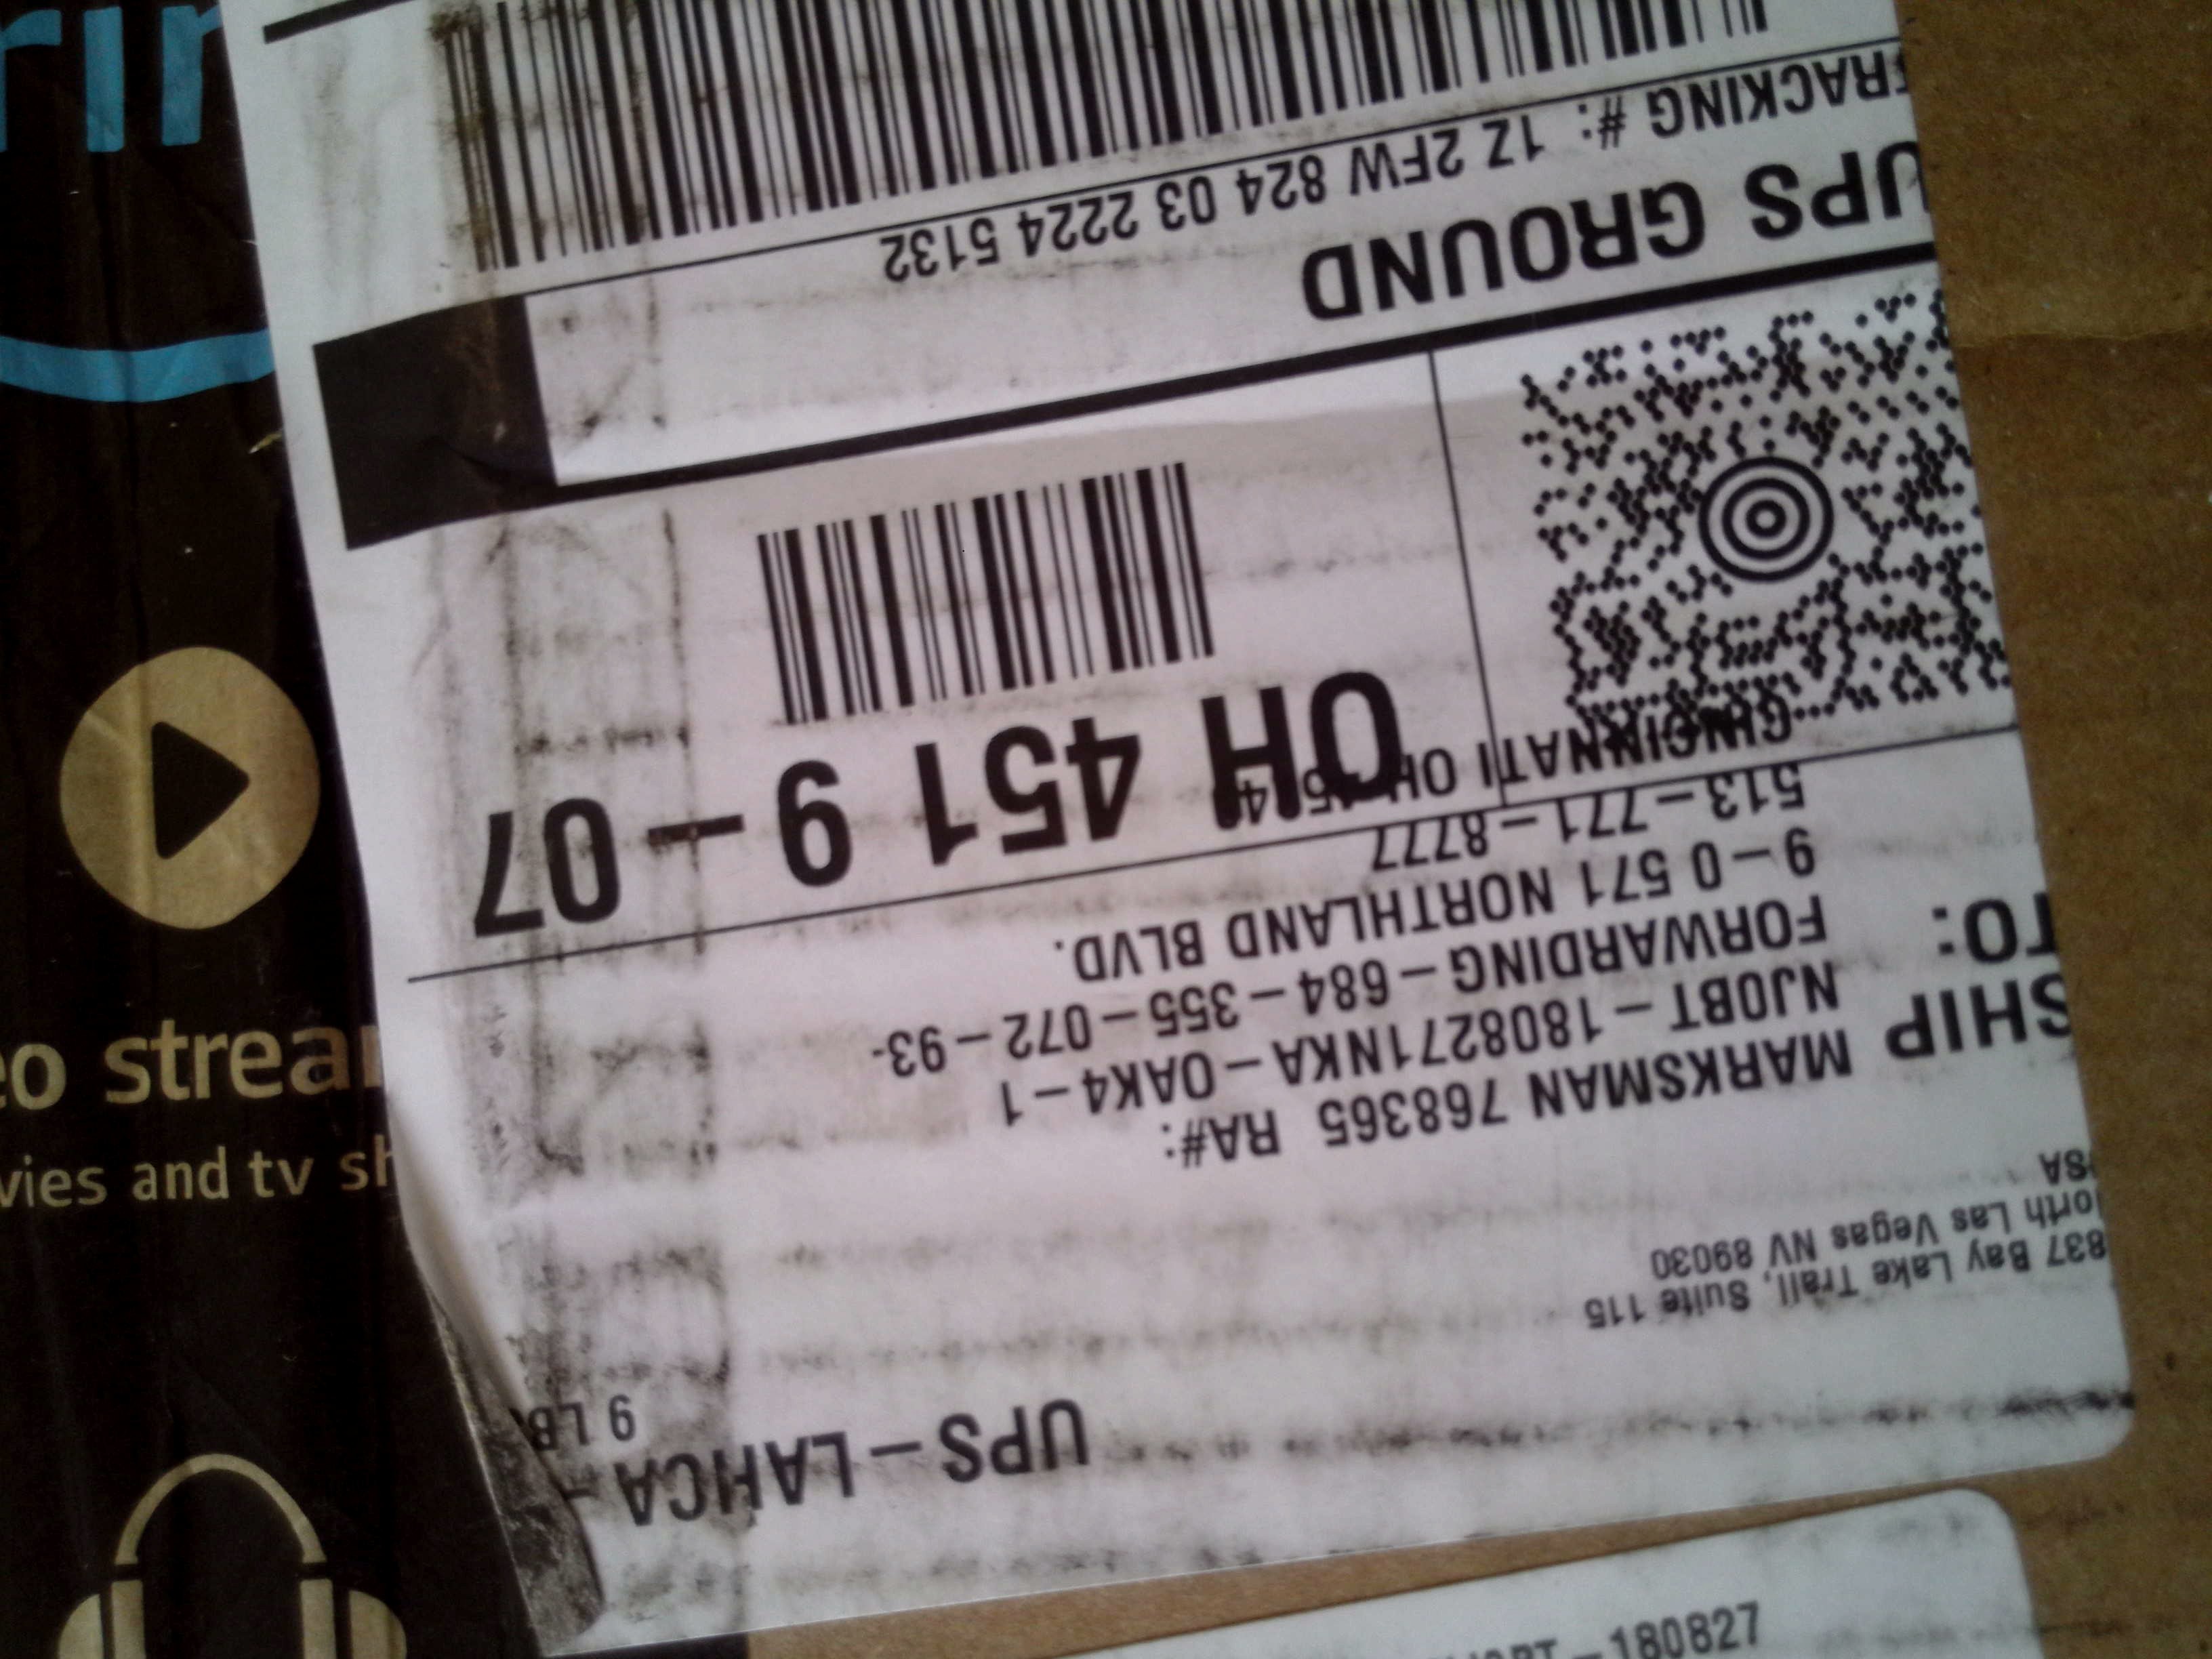 UPS-LAHCA-
9 LB
837 Bay Lake Trail, Suite 115
North Las Vegas NV 89030
SHIP
TO:
MARKSMAN 768365 RA#:
NJOBT-1808271NKA-OAK4-1
FORWARDING-684-355-072-93-
9-0 571 NORTHLAND BLVD.
513-771-8777
CINCINNATI OH
OH 451 9-07
UPS GROUND
TRACKING #: 1Z 2FW 824 03 2224 5132
-180827
rin
eo strea
vies and tv sh